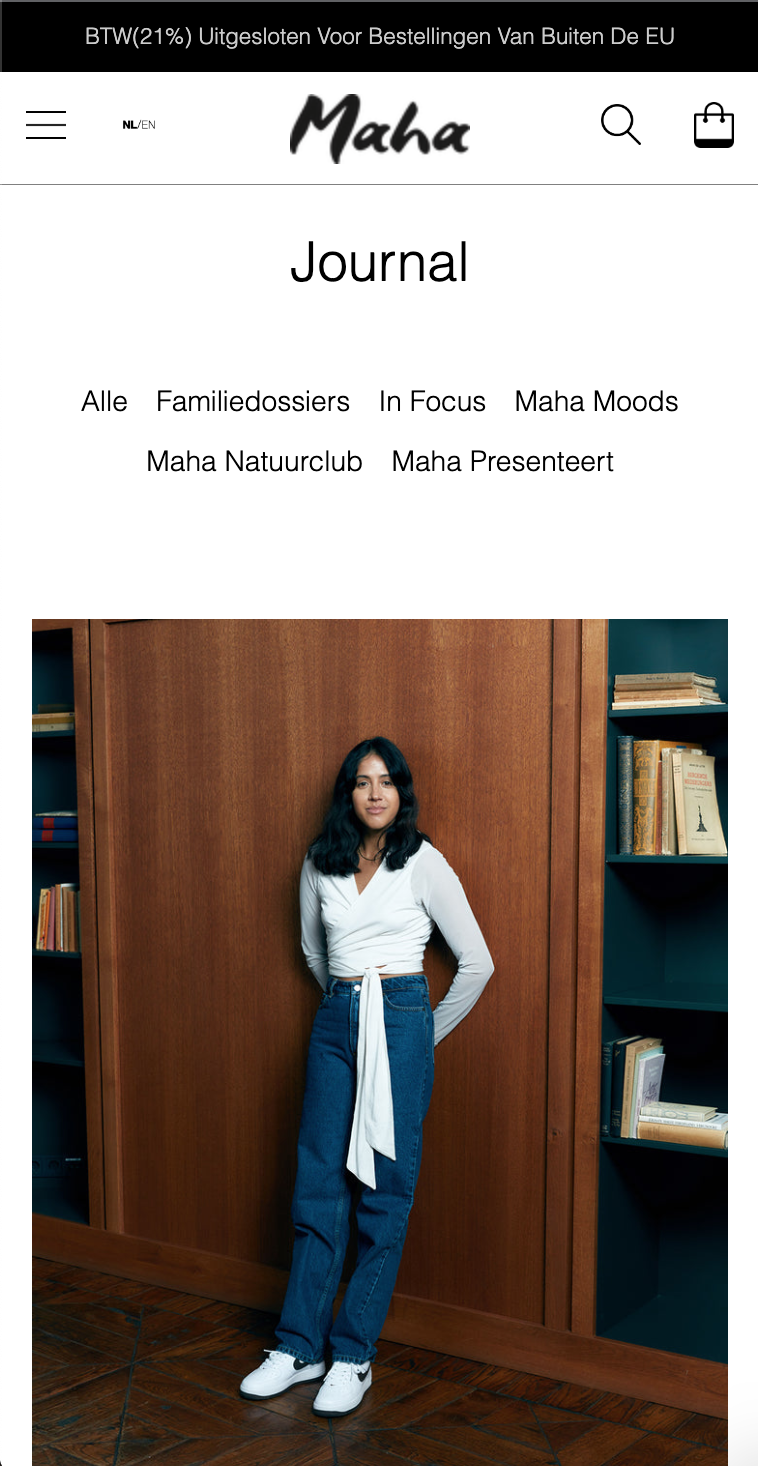 BTW(21%) Uitgesloten Voor Bestellingen Van Buiten De EU
NL/EN
Maha
Journal
Alle Familiedossiers In Focus Maha Moods
Maha Natuurclub Maha Presenteert